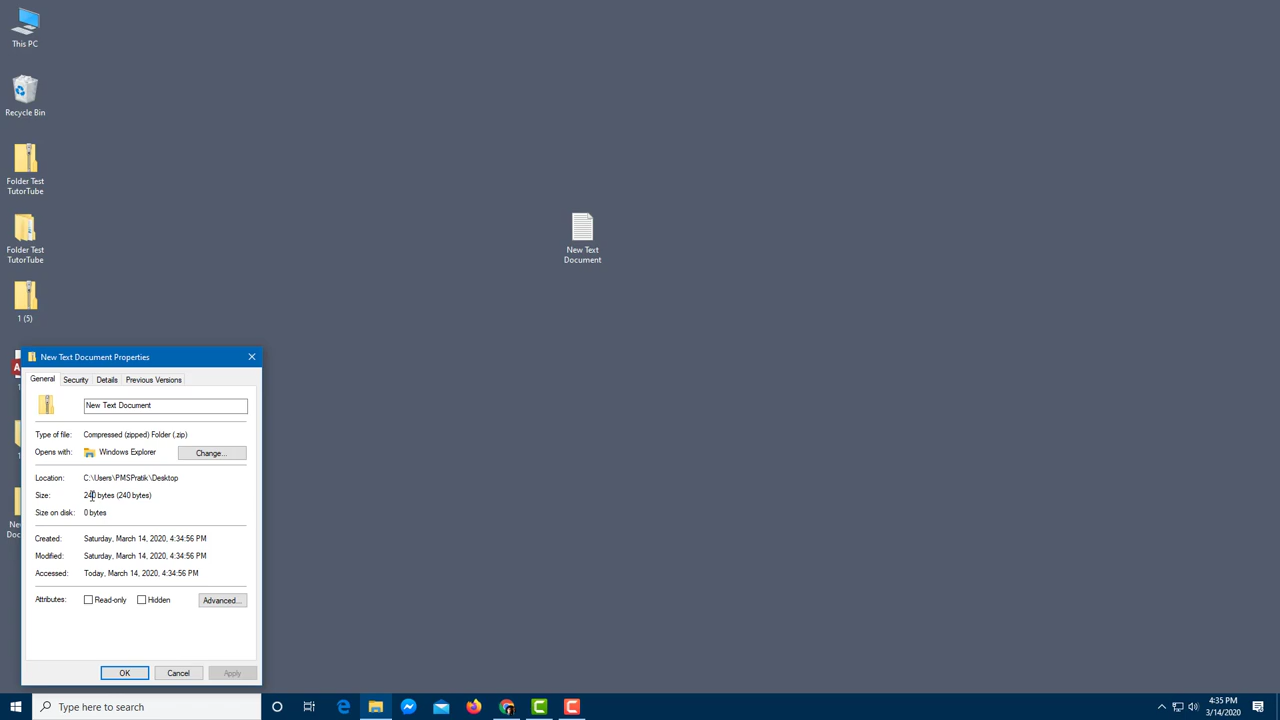 This PC
Recycle Bin
Folder Test
TutorTube
Folder Test
TutorTube
1 (5)
New Text
Document
New Text Document Properties
General
Security
Details
Previous Versions
New Text Document
Type of file:
Compressed (zipped) Folder (.zip)
Opens with:
Windows Explorer
Change...
Location:
C:\Users\PMSPratik\Desktop
Size:
240 bytes (240 bytes)
Size on disk:
0 bytes
Created:
Saturday, March 14, 2020, 4:34:56 PM
Modified:
Saturday, March 14, 2020, 4:34:56 PM
Accessed:
Today, March 14, 2020, 4:34:56 PM
Attributes:
Read-only
Hidden
Advanced...
OK
Cancel
Apply
Type here to search
4:35 PM
3/14/2020